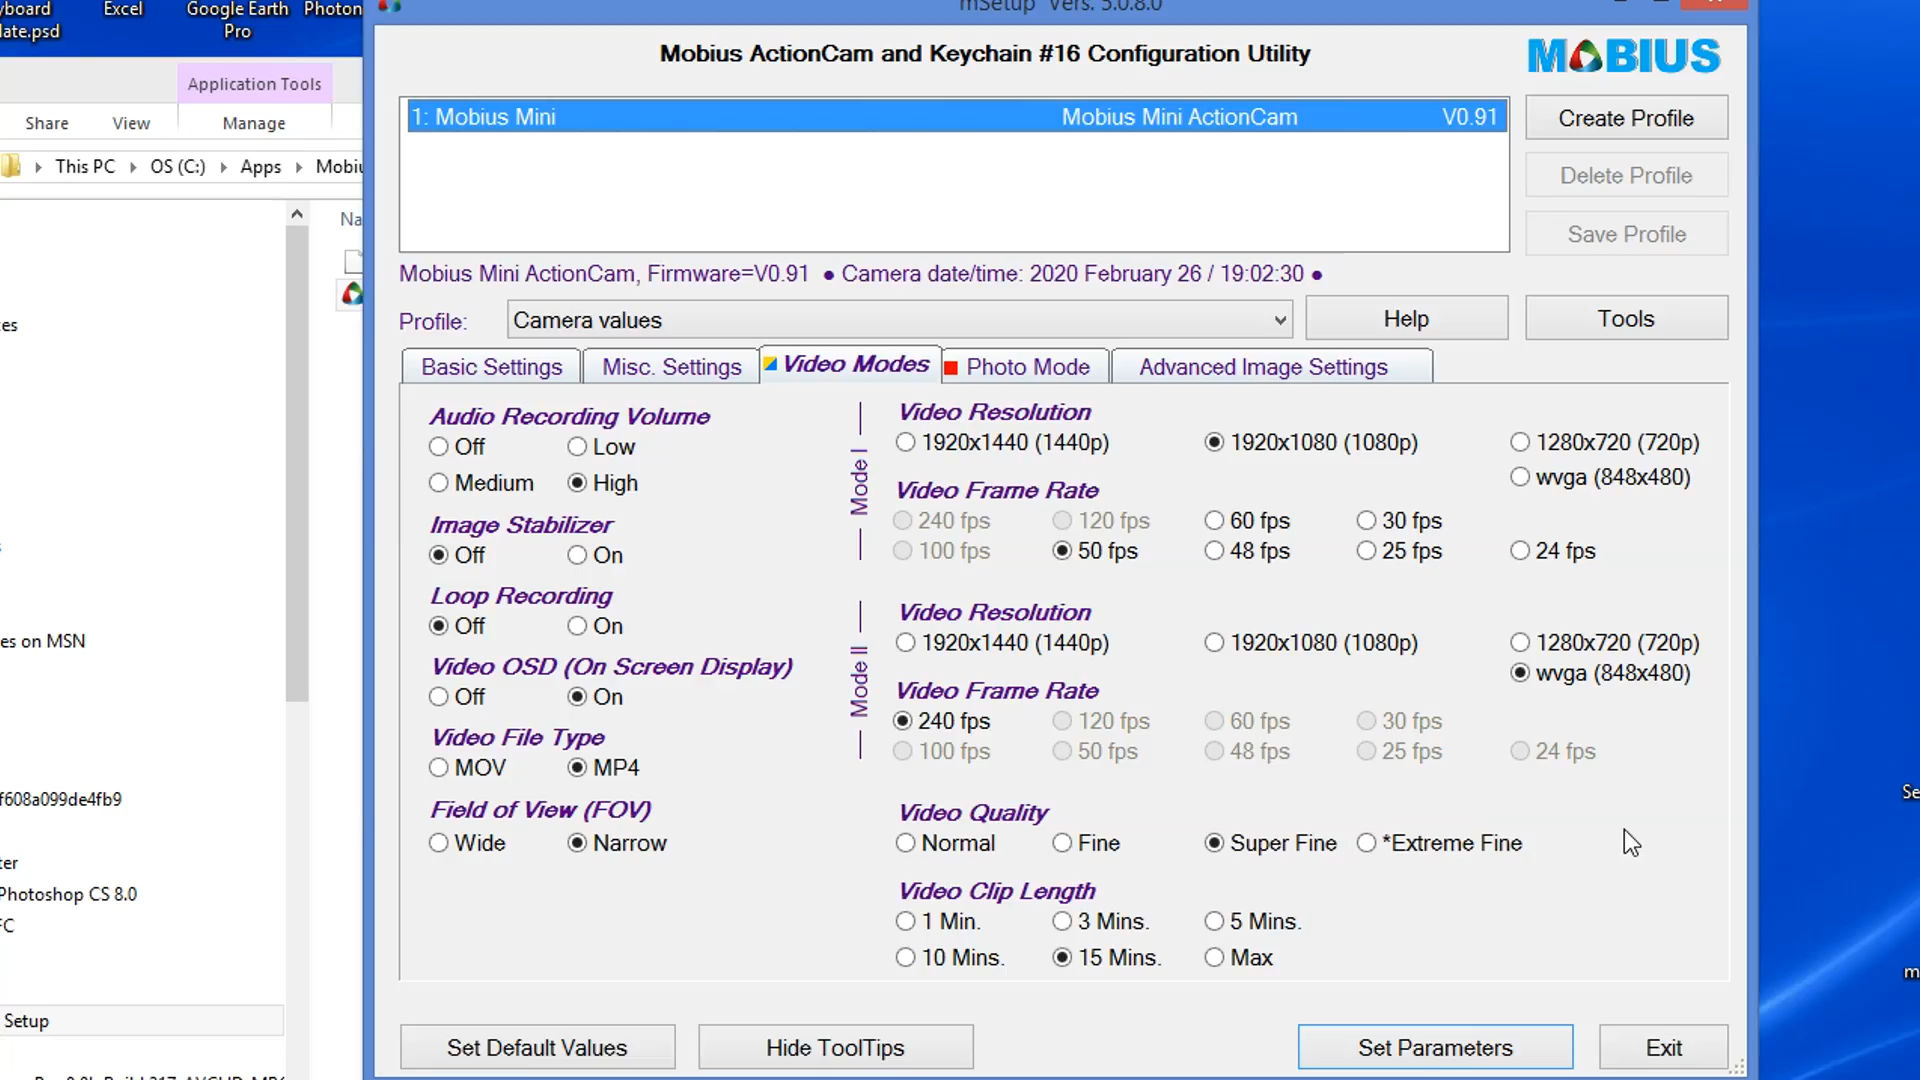 Excel
Google Earth
Pro
mSetup Vers. 5.0.8.0
Application Tools
Share
View
Manage
This PC
OS (C:)
Apps
Mobius ActionCam and Keychain #16 Configuration Utility
MOBIUS
1: Mobius Mini
Mobius Mini ActionCam
V0.91
Create Profile
Delete Profile
Save Profile
Mobius Mini ActionCam, Firmware=V0.91 ● Camera date/time: 2020 February 26 / 19:02:30 ●
Profile:
Camera values
Help
Tools
Basic Settings
Misc. Settings
Video Modes
Photo Mode
Advanced Image Settings
Audio Recording Volume
Off
Low
Medium
High
Image Stabilizer
Off
On
Loop Recording
Off
On
Video OSD (On Screen Display)
Off
On
Video File Type
MOV
MP4
Field of View (FOV)
Wide
Narrow
Mode I
Video Resolution
1920x1440 (1440p)
1920x1080 (1080p)
1280x720 (720p)
wvga (848x480)
Video Frame Rate
240 fps
120 fps
60 fps
30 fps
100 fps
50 fps
48 fps
25 fps
24 fps
Mode II
Video Resolution
1920x1440 (1440p)
1920x1080 (1080p)
1280x720 (720p)
wvga (848x480)
Video Frame Rate
240 fps
120 fps
60 fps
30 fps
100 fps
50 fps
48 fps
25 fps
24 fps
Video Quality
Normal
Fine
Super Fine
*Extreme Fine
Video Clip Length
1 Min.
3 Mins.
5 Mins.
10 Mins.
15 Mins.
Max
Set Default Values
Hide ToolTips
Set Parameters
Exit
es on MSN
f608a099de4fb9
Photoshop CS 8.0
Setup